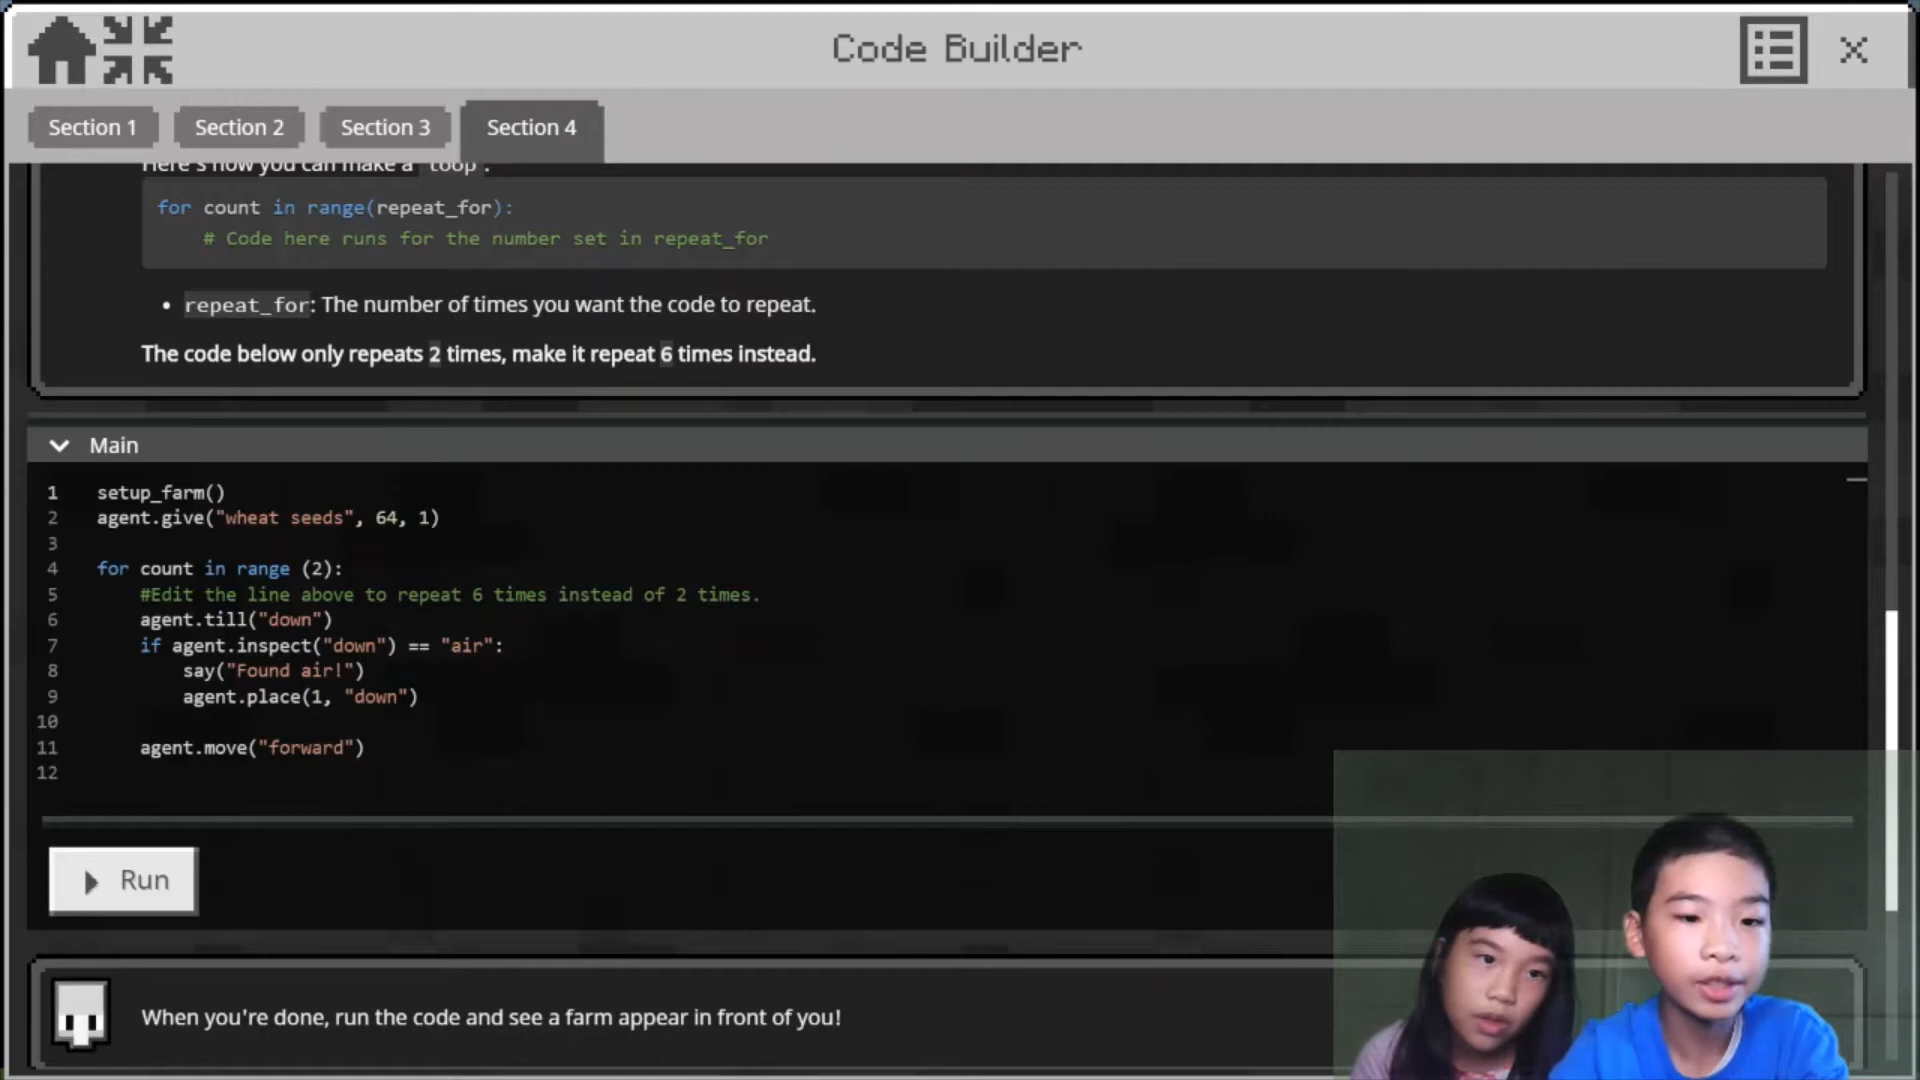 Code Builder
Section 1
Section 2
Section 3
Section 4
Here's how you can make a loop:
for count in range(repeat_for):
# Code here runs for the number set in repeat_for
• repeat_for: The number of times you want the code to repeat.
The code below only repeats 2 times, make it repeat 6 times instead.
Main
1 setup_farm()
2 agent.give("wheat seeds", 64, 1)
3
4 for count in range (2):
5 #Edit the line above to repeat 6 times instead of 2 times.
6 agent.till("down")
7 if agent.inspect("down") == "air":
8 say("Found air!")
9 agent.place(1, "down")
10
11 agent.move("forward")
12
Run
When you're done, run the code and see a farm appear in front of you!